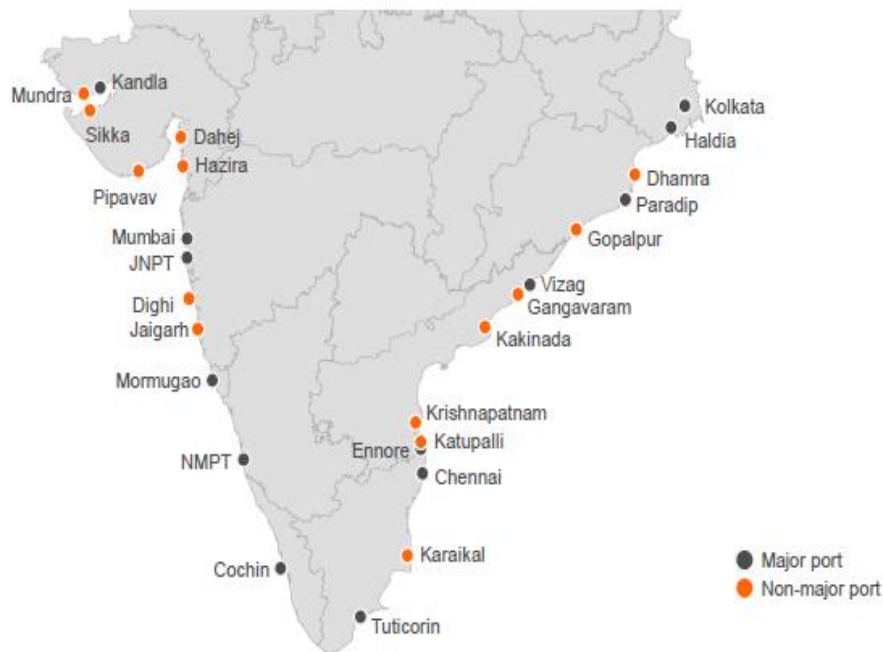 Kandla
Mundra
Sikka
Dahej
Hazira
Pipavav
Mumbai
JNPT
Dighi
Jaigarh
Mormugao
NMPT
Cochin
Kolkata
Haldia
Dhamra
Paradip
Gopalpur
Vizag
Gangavaram
Kakinada
Krishnapatnam
Katupalli
Ennore
Chennai
Karaikal
Tuticorin
Major port
Non-major port